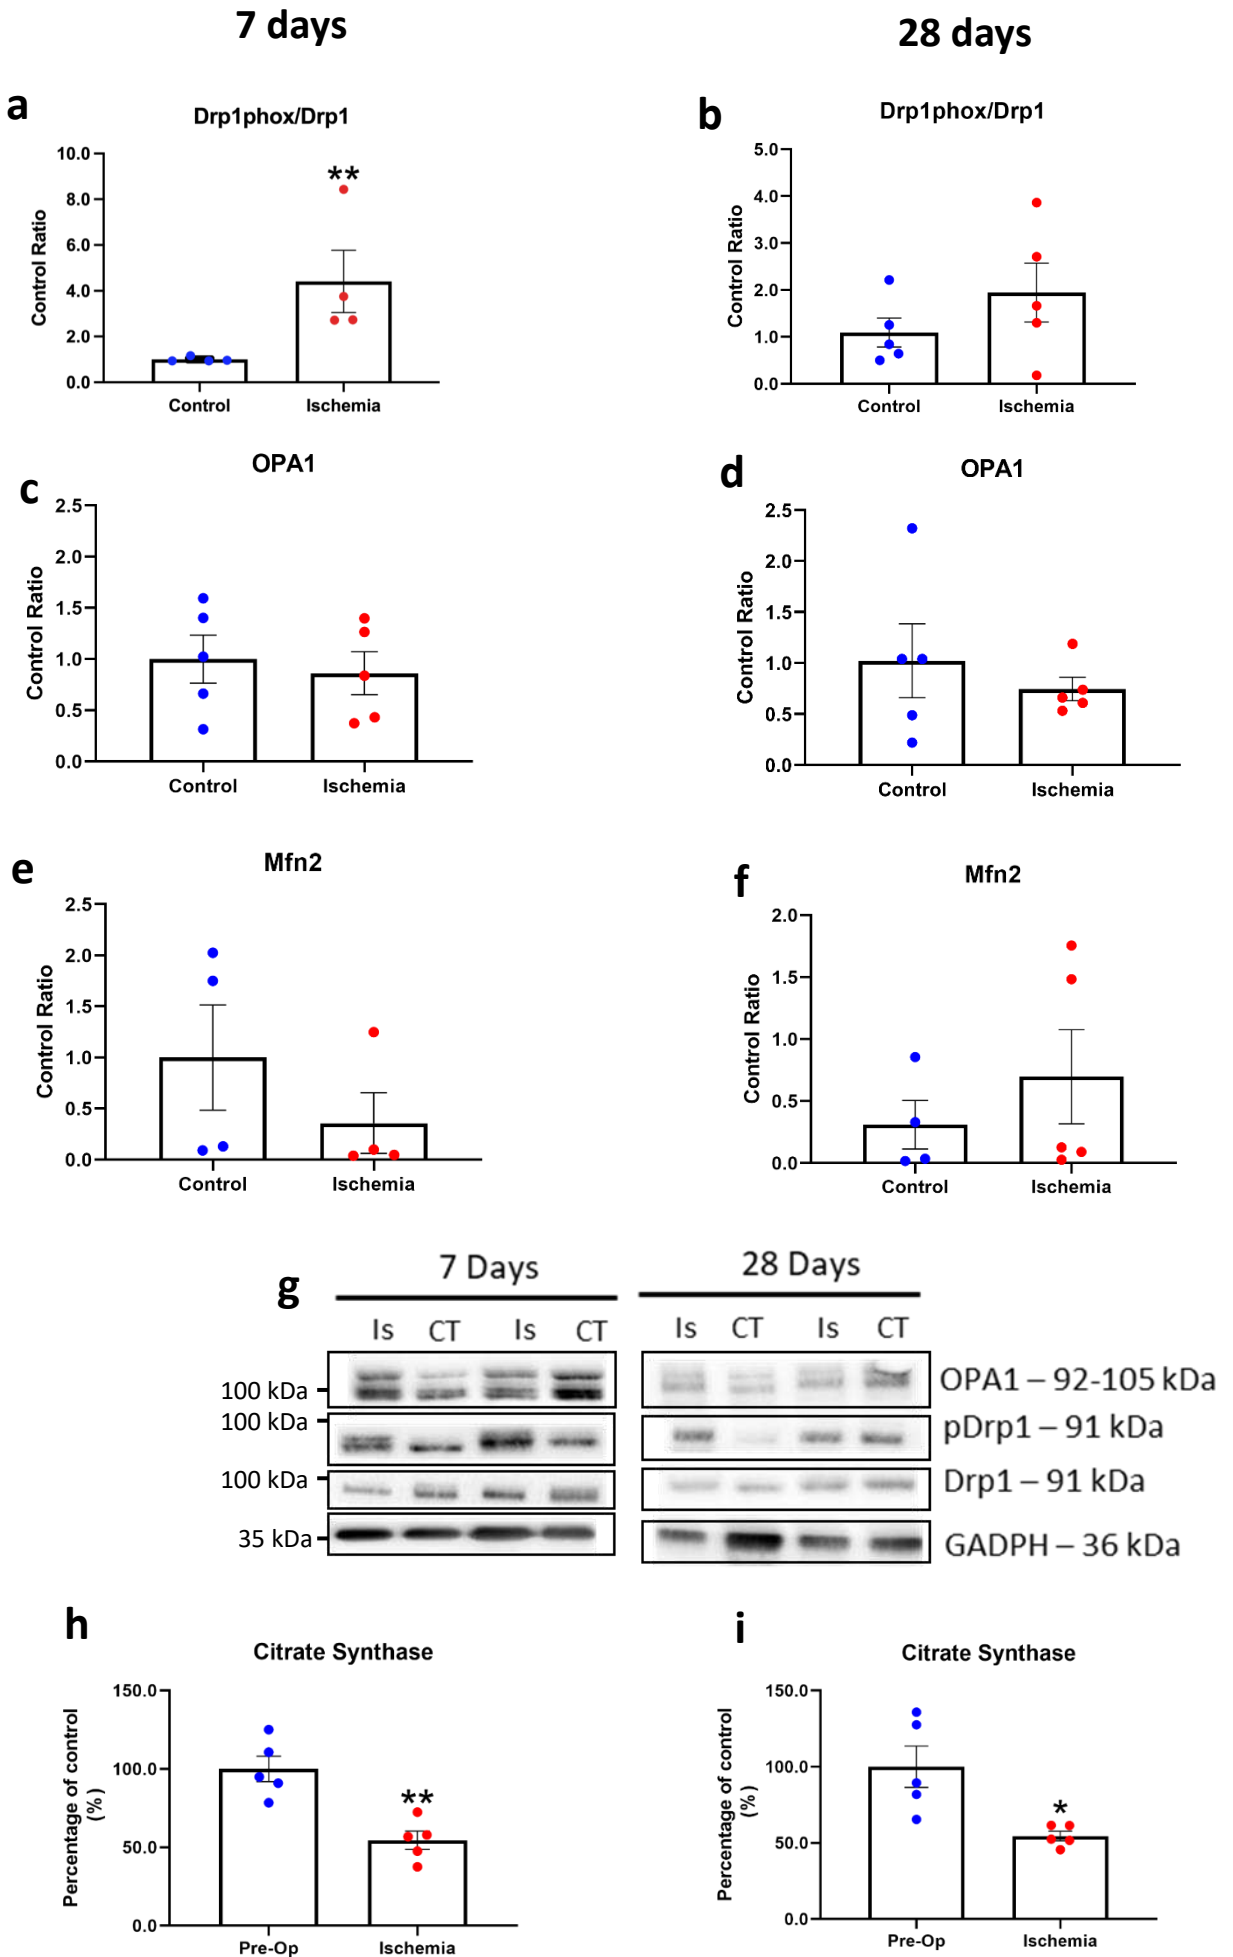 7 days
28 days
a
Drp1phox/Drp1
Control Ratio
10.0
8.0
6.0
4.0
2.0
0.0
**
Control
Ischemia
b
Drp1phox/Drp1
Control Ratio
5.0
4.0
3.0
2.0
1.0
0.0
Control
Ischemia
c
OPA1
Control Ratio
2.5
2.0
1.5
1.0
0.5
0.0
Control
Ischemia
d
OPA1
Control Ratio
2.5
2.0
1.5
1.0
0.5
0.0
Control
Ischemia
e
Mfn2
Control Ratio
2.5
2.0
1.5
1.0
0.5
0.0
Control
Ischemia
f
Mfn2
Control Ratio
2.0
1.5
1.0
0.5
0.0
Control
Ischemia
g
7 Days
28 Days
Is CT Is CT
Is CT Is CT
100 kDa
OPA1 – 92-105 kDa
100 kDa
pDrp1 – 91 kDa
100 kDa
Drp1 – 91 kDa
35 kDa
GADPH – 36 kDa
h
Citrate Synthase
Percentage of control
(%)
150.0
100.0
50.0
0.0
**
Pre-Op
Ischemia
i
Citrate Synthase
Percentage of control
(%)
150.0
100.0
50.0
0.0
*
Pre-Op
Ischemia